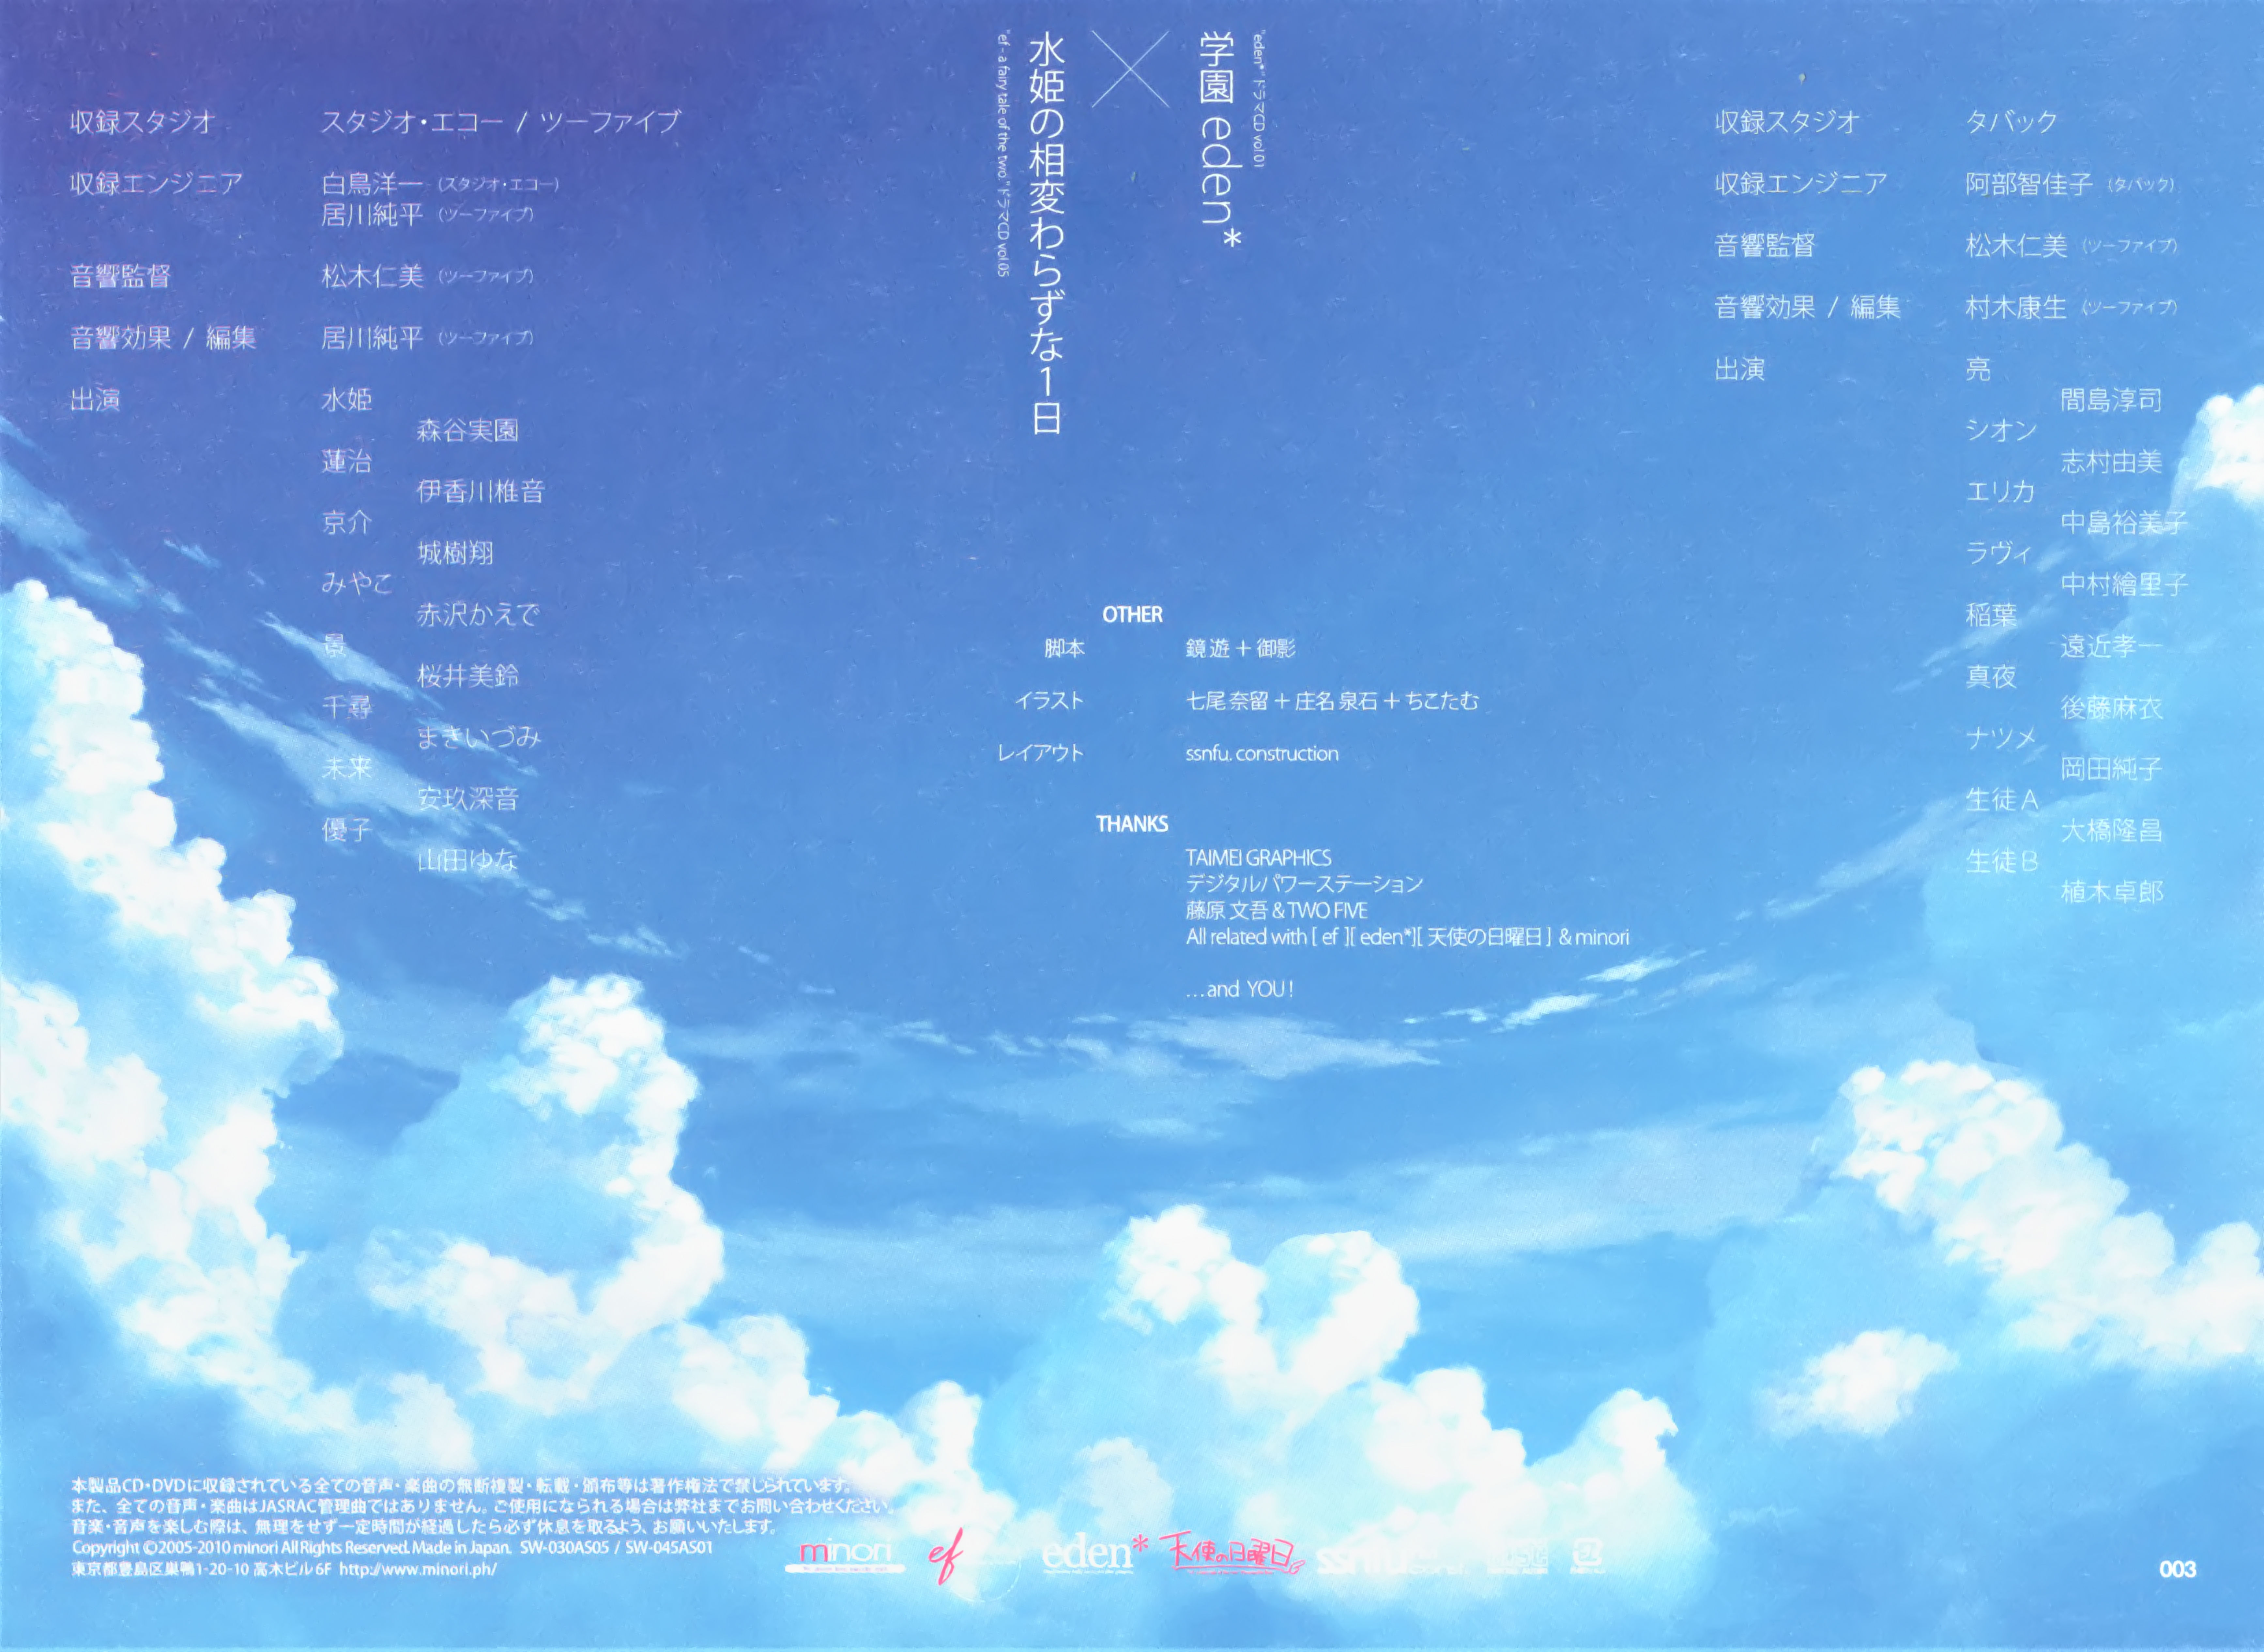 "eden*" ドラマCD vol.01
学園 eden*
×
水姫の相変わらずな1日
"ef - a fairy tale of the two." ドラマCD vol.05
収録スタジオ スタジオ・エコー / ツーファイブ
収録エンジニア 白鳥洋一 (スタジオ・エコー)
居川純平 (ツーファイブ)
音響監督 松木仁美 (ツーファイブ)
音響効果 / 編集 居川純平 (ツーファイブ)
出演 水姫
森谷実園
蓮治
伊香川椎音
京介
城樹翔
みやこ
赤沢かえで
景
桜井美鈴
千尋
まきいづみ
未来
安玖深音
優子
山田ゆな
OTHER
脚本 鏡 遊 + 御影
イラスト 七尾 奈留 + 庄名 泉石 + ちこたむ
レイアウト ssnfu. construction
THANKS
TAIMEI GRAPHICS
デジタルパワーステーション
藤原 文吾 & TWO FIVE
All related with [ ef ][ eden*][ 天使の日曜日 ] & minori
...and YOU!
収録スタジオ タバック
収録エンジニア 阿部智佳子 (タバック)
音響監督 松木仁美 (ツーファイブ)
音響効果 / 編集 村木康生 (ツーファイブ)
出演 亮
間島淳司
シオン
志村由美
エリカ
中島裕美子
ラヴィ
中村繪里子
稲葉
遠近孝一
真夜
後藤麻衣
ナツメ
岡田純子
生徒A
大橋隆昌
生徒B
植木卓郎
本製品CD・DVDに収録されている全ての音声・楽曲の無断複製・転載・頒布等は著作権法で禁じられています。
また、全ての音声・楽曲はJASRAC管理曲ではありません。ご使用になられる場合は弊社までお問い合わせください。
音楽・音声を楽しむ際は、無理をせず一定時間が経過したら必ず休息を取るよう、お願いいたします。
Copyright ©2005-2010 minori All Rights Reserved. Made in Japan. SW-030AS05 / SW-045AS01
東京都豊島区巣鴨1-20-10 高木ビル6F http://www.minori.ph/
minori ef eden* 天使の日曜日
003